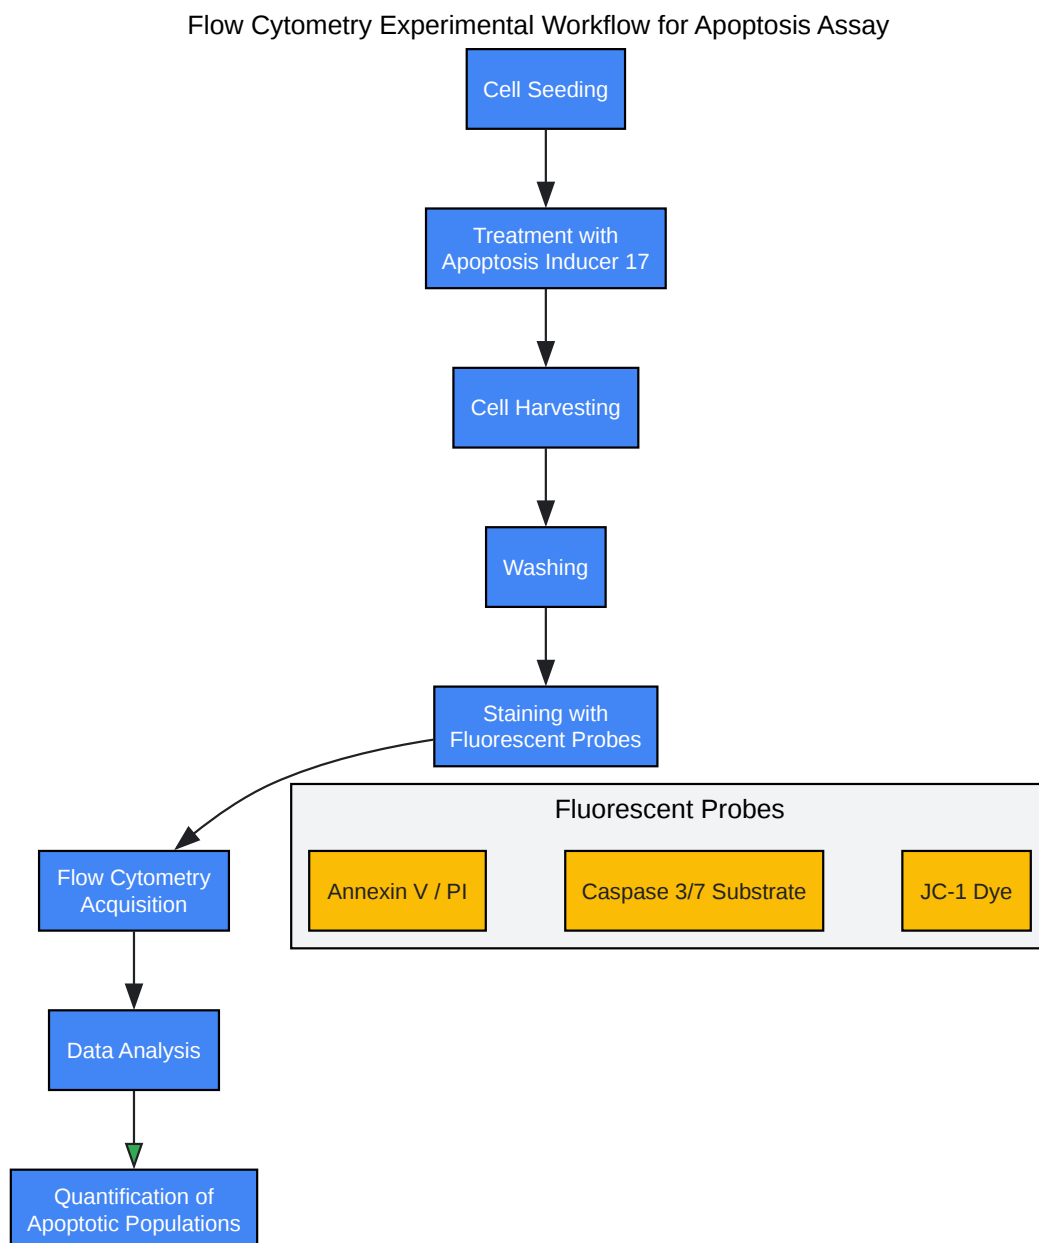 Flow Cytometry Experimental Workflow for Apoptosis Assay
Cell Seeding
Treatment with
Apoptosis Inducer 17
Cell Harvesting
Washing
Staining with
Fluorescent Probes
Fluorescent Probes
Annexin V / PI
Caspase 3/7 Substrate
JC-1 Dye
Flow Cytometry
Acquisition
Data Analysis
Quantification of
Apoptotic Populations